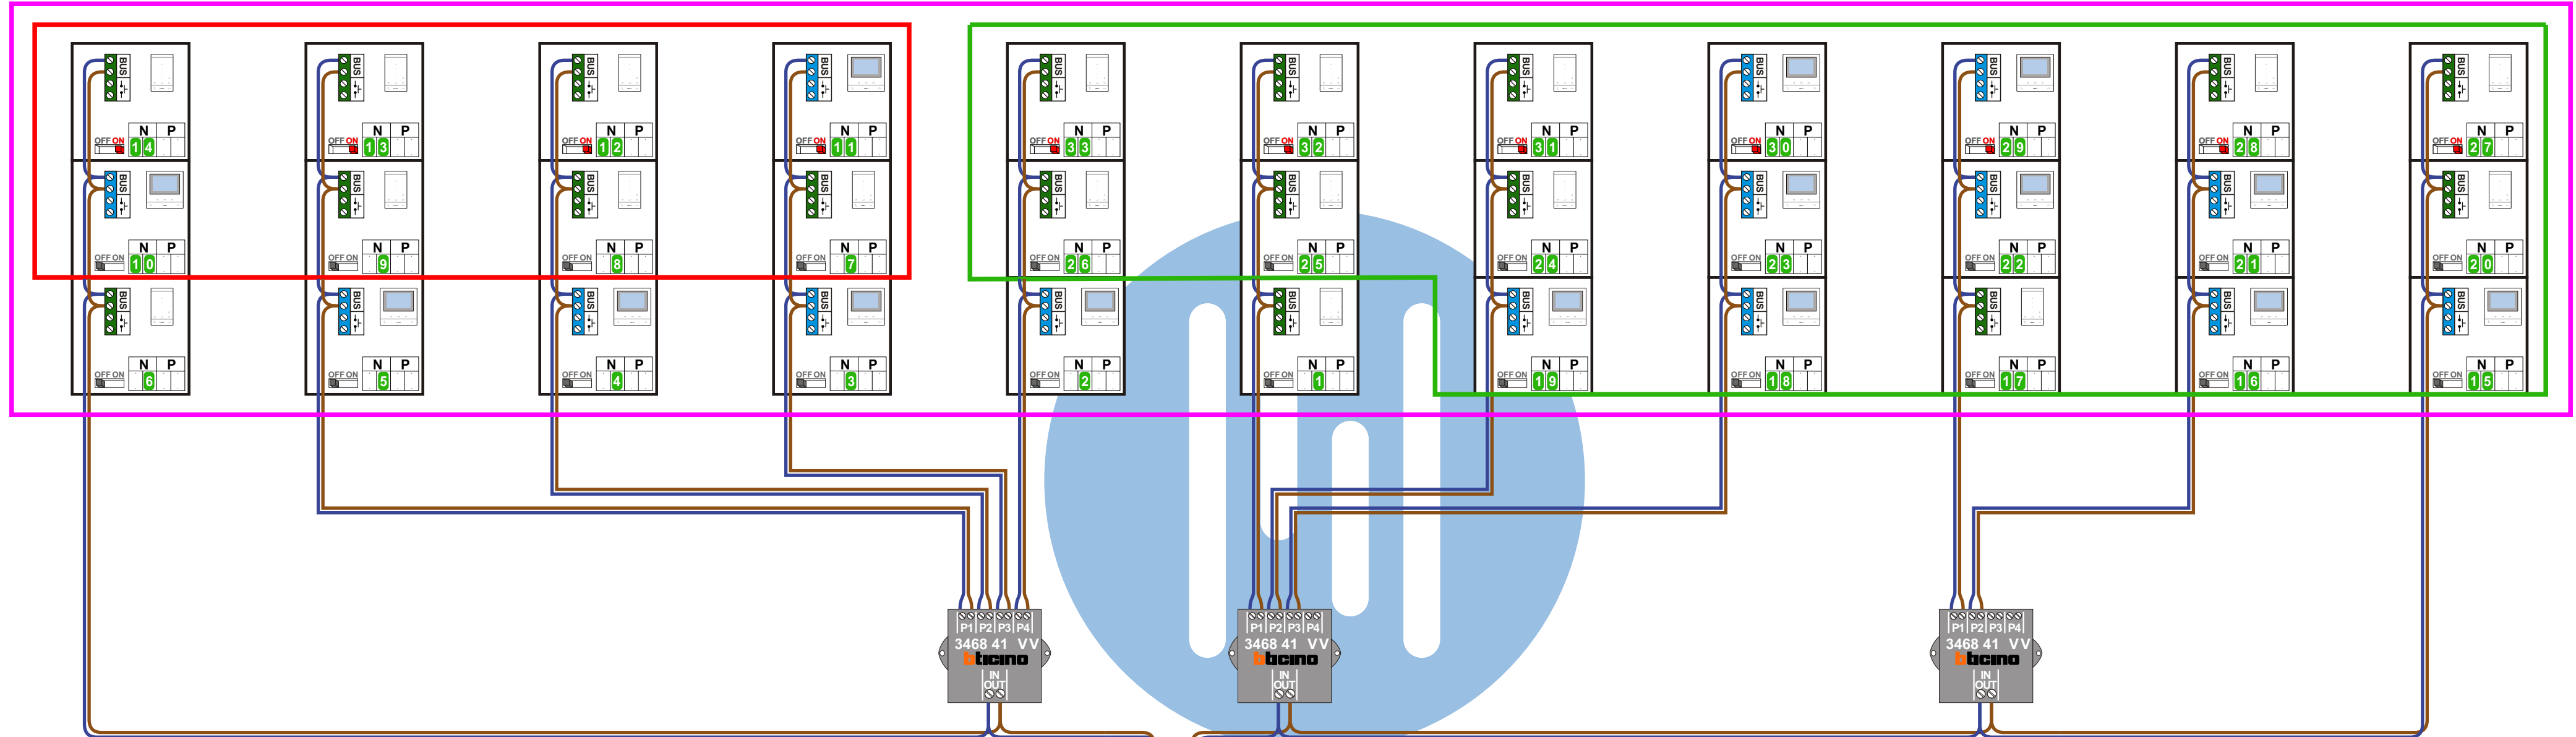 BUS BUS BUS BUS BUS BUS BUS BUS BUS BUS BUS
N P N P N P N P N P N P N P N P N P N P N P
OFF ON 14 OFF ON 13 OFF ON 12 OFF ON 11 OFF ON 33 OFF ON 32 OFF ON 31 OFF ON 30 OFF ON 29 OFF ON 28 OFF ON 27
BUS BUS BUS BUS BUS BUS BUS BUS BUS BUS BUS
N P N P N P N P N P N P N P N P N P N P N P
OFF ON 10 OFF ON 9 OFF ON 8 OFF ON 7 OFF ON 26 OFF ON 25 OFF ON 24 OFF ON 23 OFF ON 22 OFF ON 21 OFF ON 20
BUS BUS BUS BUS BUS BUS BUS BUS BUS BUS BUS
N P N P N P N P N P N P N P N P N P N P N P
OFF ON 6 OFF ON 5 OFF ON 4 OFF ON 3 OFF ON 2 OFF ON 1 OFF ON 19 OFF ON 18 OFF ON 17 OFF ON 16 OFF ON 15
P1 P2 P3 P4 P1 P2 P3 P4 P1 P2 P3 P4
3468 41 VV 3468 41 VV 3468 41 VV
bticino bticino bticino
IN IN IN
OUT OUT OUT